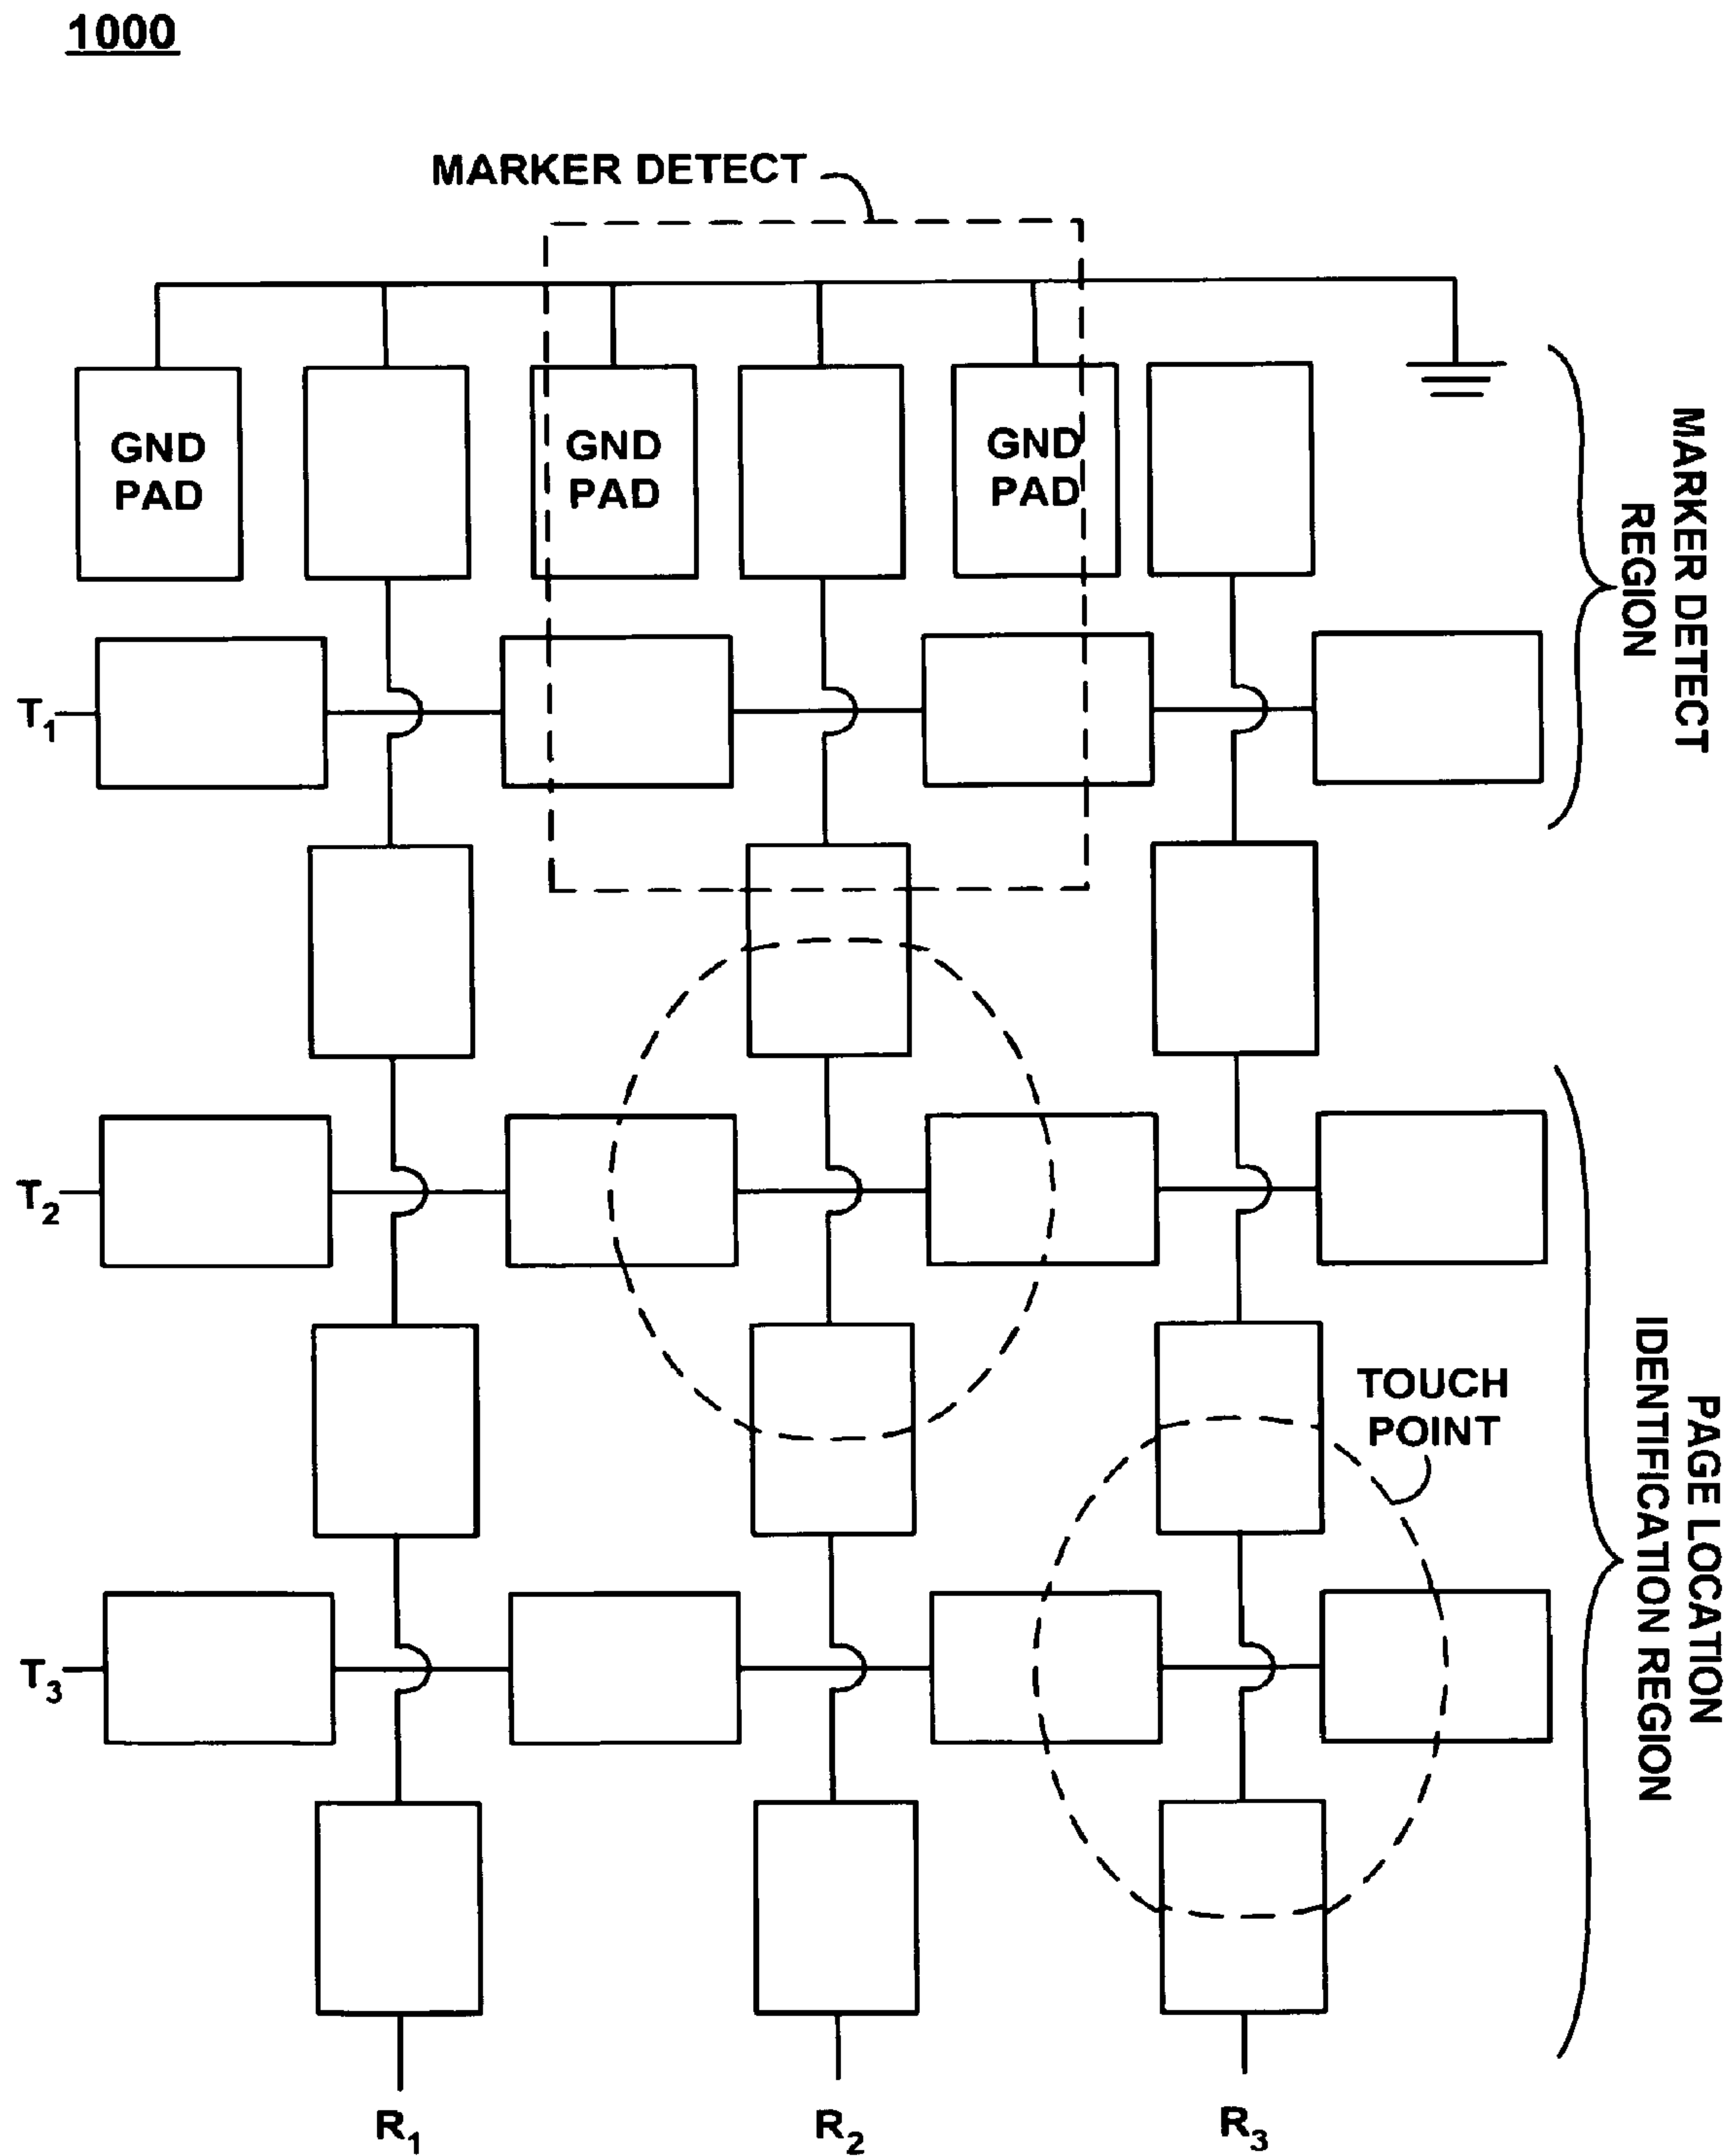 1000
MARKER DETECT
GND
PAD
GND
PAD
GND
PAD
MARKER DETECT
REGION
T1
T2
TOUCH
POINT
PAGE LOCATION
IDENTIFICATION REGION
T3
R1
R2
R3